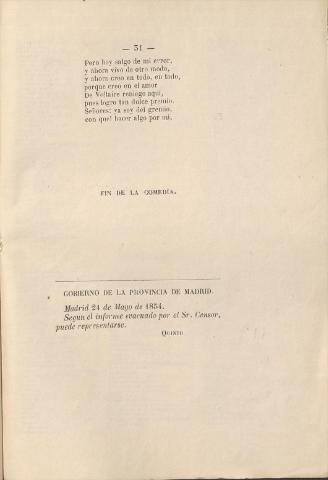 — 31 —
Pero hoy salgo de mi error,
y ahora vivo de otro modo,
y ahora creo en todo, en todo,
porque creo en el amor
De Voltaire reniego aquí,
pues logro tan dulce premio.
Señores: ya soy del gremio,
con qué! hacer algo por mí.
FIN DE LA COMEDIA.
GOBIERNO DE LA PROVINCIA DE MADRID.
Madrid 24 de Mayo de 1854.
Segun el informe evacuado por el Sr. Censor,
puede representarse.
QUINTO